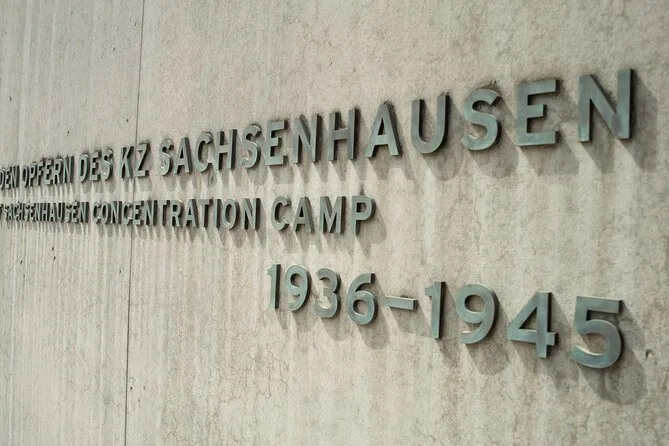 DEN OPFERN DES KZ SACHSENHAUSEN
SACHSENHAUSEN CONCENTRATION CAMP
1936–1945